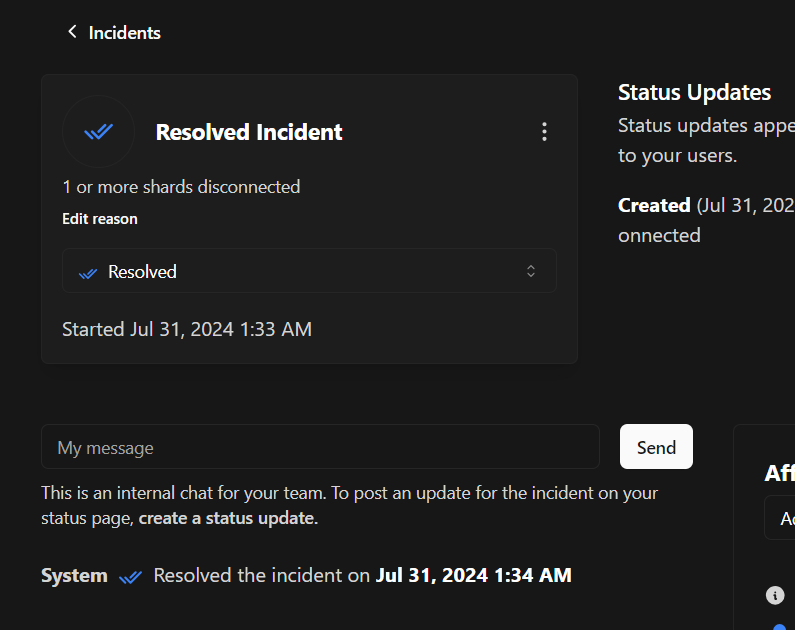 Incidents
Resolved Incident
1 or more shards disconnected
Edit reason
Resolved
Started Jul 31, 2024 1:33 AM
Status Updates
Status updates appe
to your users.
Created (Jul 31, 202
onnected
My message
Send
This is an internal chat for your team. To post an update for the incident on your
status page, create a status update.
System Resolved the incident on Jul 31, 2024 1:34 AM
Aff
Ac